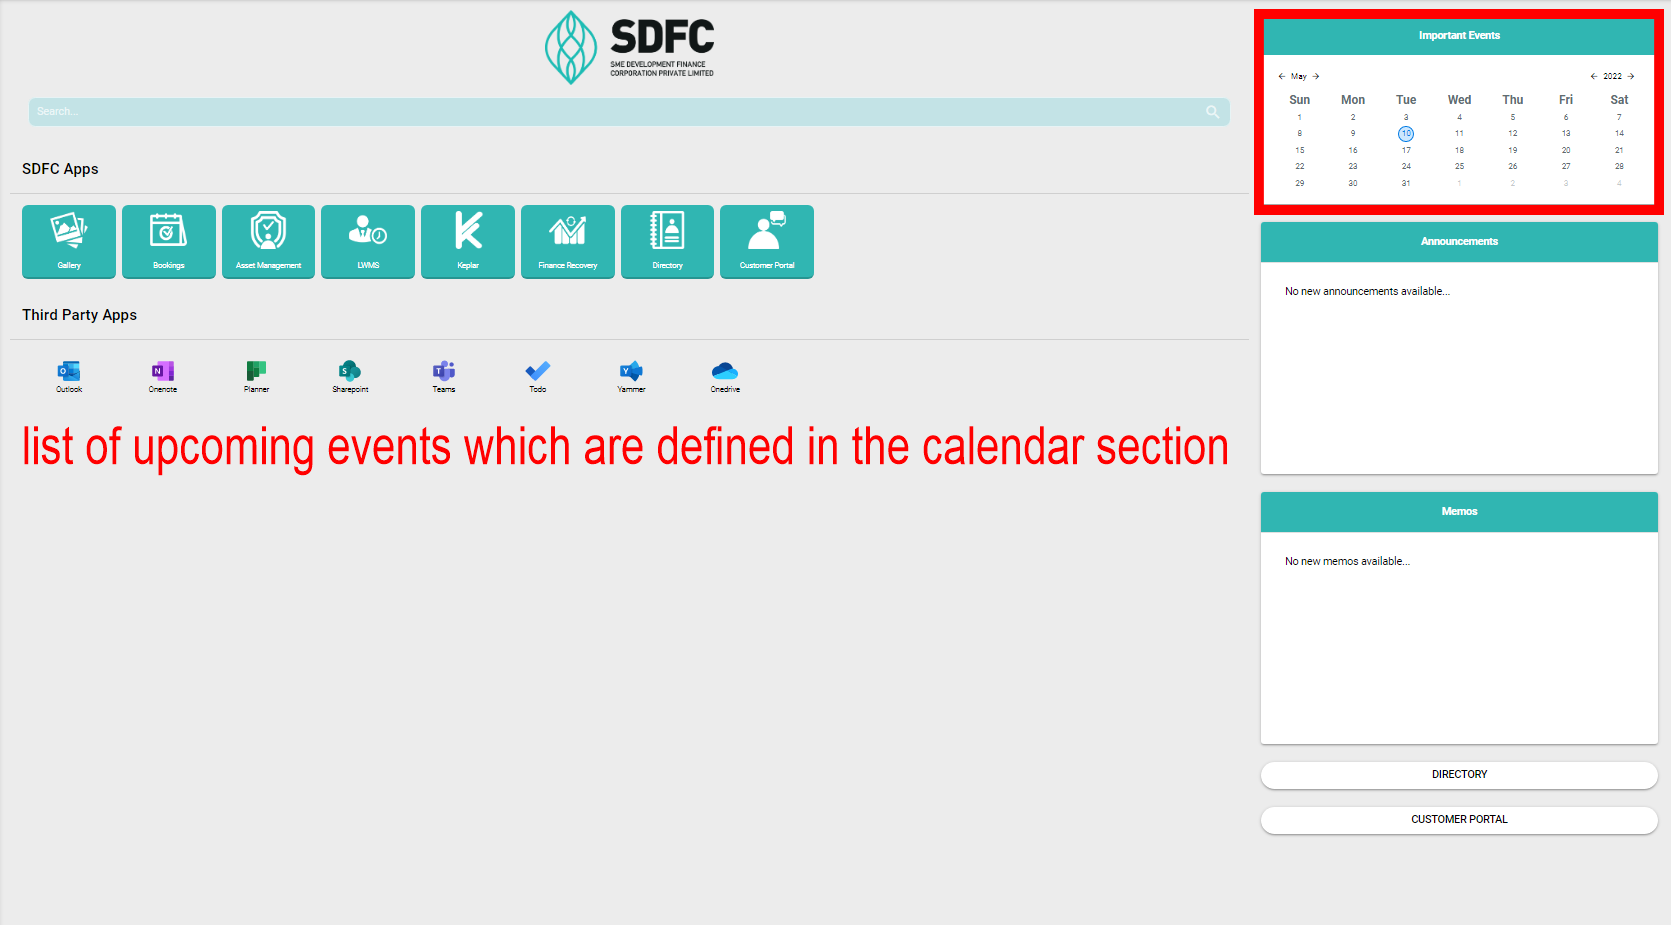 SDFC
SME DEVELOPMENT FINANCE
CORPORATION PRIVATE LIMITED
Search...
SDFC Apps
Gallery
Bookings
Asset Management
LWMS
Keplar
Finance Recovery
Directory
Customer Portal
Third Party Apps
Outlook
Onenote
Planner
Sharepoint
Teams
Todo
Yammer
Onedrive
list of upcoming events which are defined in the calendar section
Important Events
← May → ← 2022 →
Sun Mon Tue Wed Thu Fri Sat
1 2 3 4 5 6 7
8 9 10 11 12 13 14
15 16 17 18 19 20 21
22 23 24 25 26 27 28
29 30 31 1 2 3 4
Announcements
No new announcements available...
Memos
No new memos available...
DIRECTORY
CUSTOMER PORTAL